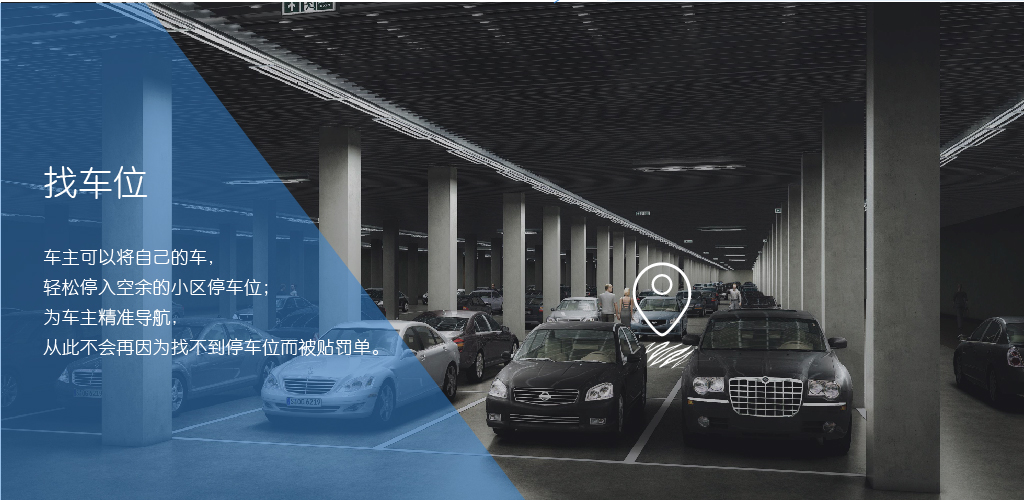 找车位
车主可以将自己的车，
轻松停入空余的小区停车位；
为车主精准导航，
从此不会再因为找不到停车位而被贴罚单。